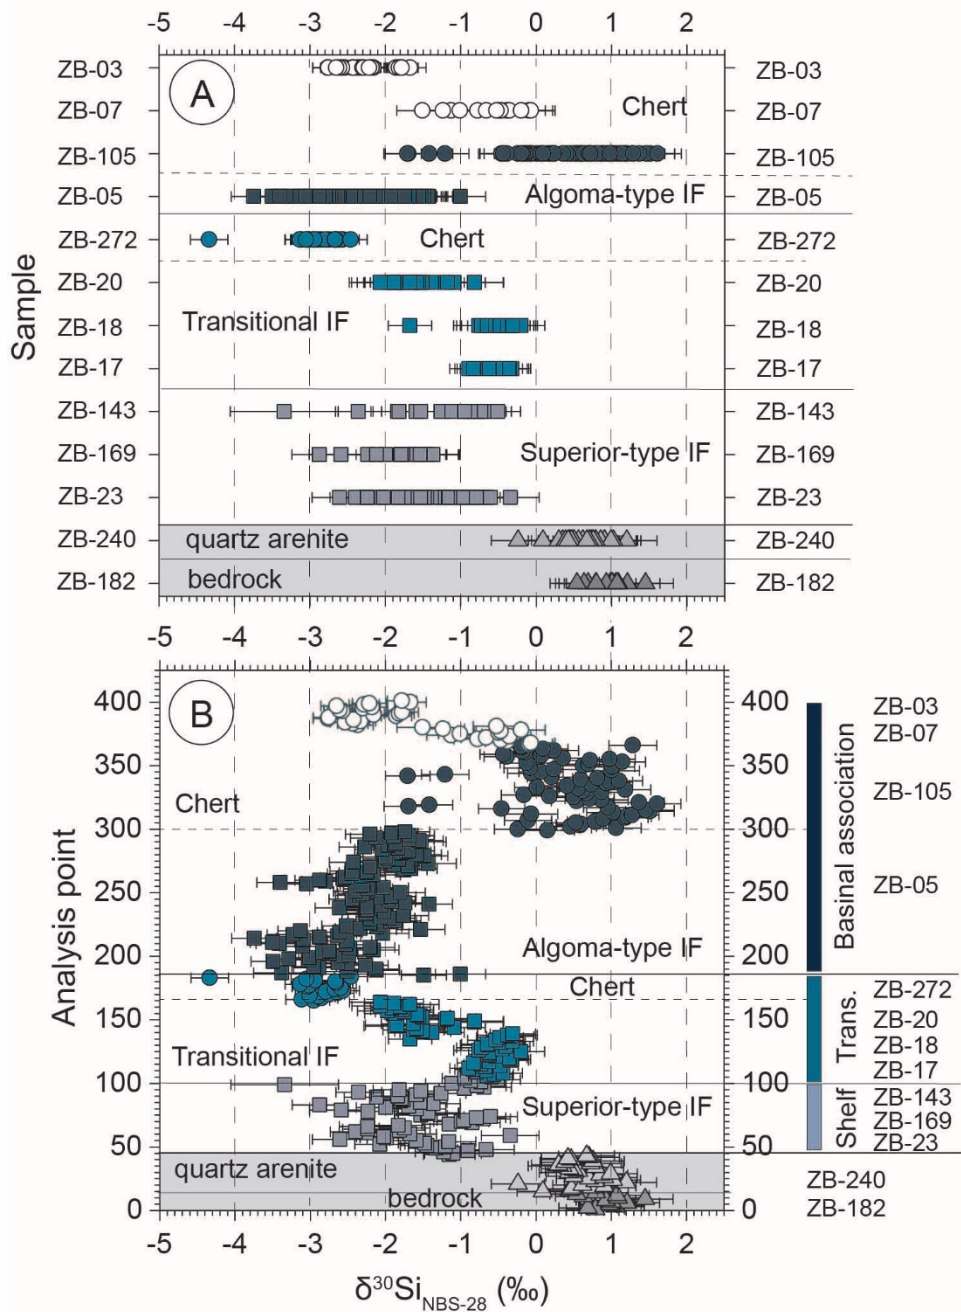 -5 -4 -3 -2 -1 0 1 2
A
ZB-03 ZB-03
ZB-07 Chert ZB-07
ZB-105 ZB-105
ZB-05 Algoma-type IF ZB-05
ZB-272 Chert ZB-272
ZB-20 ZB-20
ZB-18 Transitional IF ZB-18
ZB-17 ZB-17
ZB-143 ZB-143
ZB-169 Superior-type IF ZB-169
ZB-23 ZB-23
ZB-240 quartz arenite ZB-240
ZB-182 bedrock ZB-182
Sample
-5 -4 -3 -2 -1 0 1 2
B
400 400
350 350
Chert
300 300
250 250
200 200
Algoma-type IF
Chert
150 150
Transitional IF
100 100
Superior-type IF
50 50
quartz arenite
bedrock
0 0
Analysis point
Basinal association
ZB-03
ZB-07
ZB-105
ZB-05
Trans.
ZB-272
ZB-20
ZB-18
ZB-17
Shelf
ZB-143
ZB-169
ZB-23
ZB-240
ZB-182
-5 -4 -3 -2 -1 0 1 2
δ³⁰Si_NBS-28 (‰)